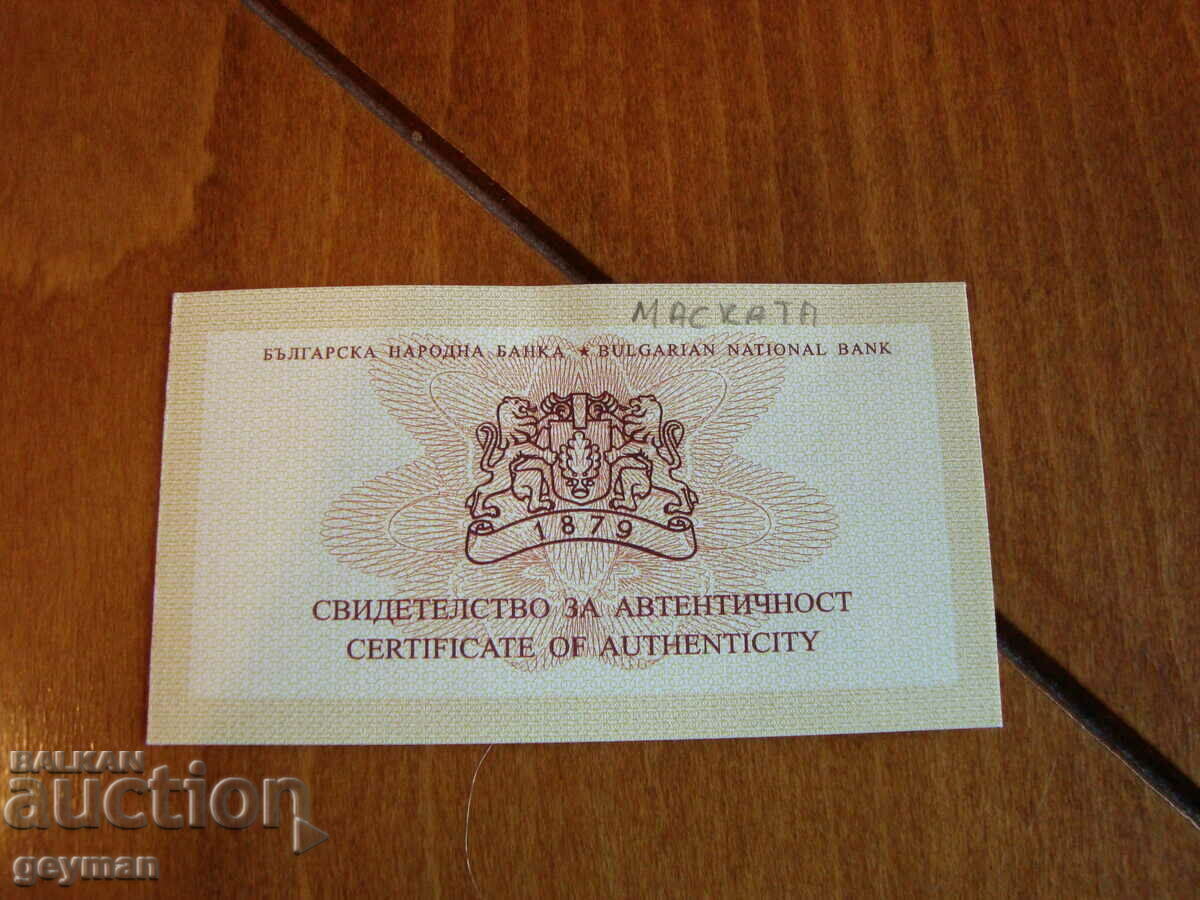 МАСКАТА
БЪЛГАРСКА НАРОДНА БАНКА ★ BULGARIAN NATIONAL BANK
1879
СВИДЕТЕЛСТВО ЗА АВТЕНТИЧНОСТ
CERTIFICATE OF AUTHENTICITY
BALKAN
auction
geyman